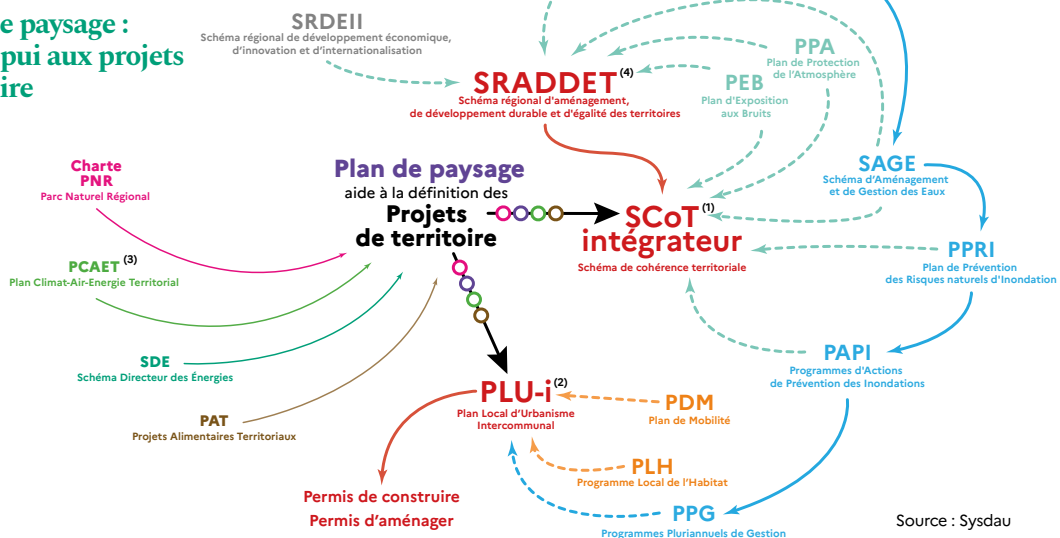 e paysage :
pui aux projets
ire
SRDEII
Schéma régional de développement économique,
d'innovation et d'internationalisation
SRADDET (4)
Schéma régional d'aménagement,
de développement durable et d'égalité des territoires
PPA
Plan de Protection
de l'Atmosphère
PEB
Plan d'Exposition
aux Bruits
Charte
PNR
Parc Naturel Régional
Plan de paysage
aide à la définition des
Projets
de territoire
SCoT (1)
intégrateur
Schéma de cohérence territoriale
SAGE
Schéma d'Aménagement
et de Gestion des Eaux
PPRI
Plan de Prévention
des Risques naturels d'Inondation
PCAET (3)
Plan Climat-Air-Energie Territorial
SDE
Schéma Directeur des Énergies
PAPI
Programmes d'Actions
de Prévention des Inondations
PAT
Projets Alimentaires Territoriaux
PLU-i (2)
Plan Local d'Urbanisme
Intercommunal
PDM
Plan de Mobilité
PLH
Programme Local de l'Habitat
Permis de construire
Permis d'aménager
PPG
Programmes Pluriannuels de Gestion
Source : Sysdau